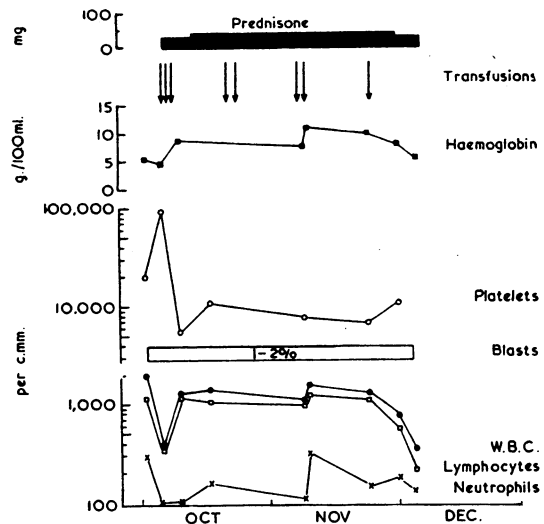 100
mg
0
Prednisone
Transfusions
15
10
5
0
g./100ml.
Haemoglobin
100,000
10,000
Platelets
-2%
Blasts
per c.mm.
1,000
100
W.B.C.
Lymphocytes
Neutrophils
OCT NOV DEC.